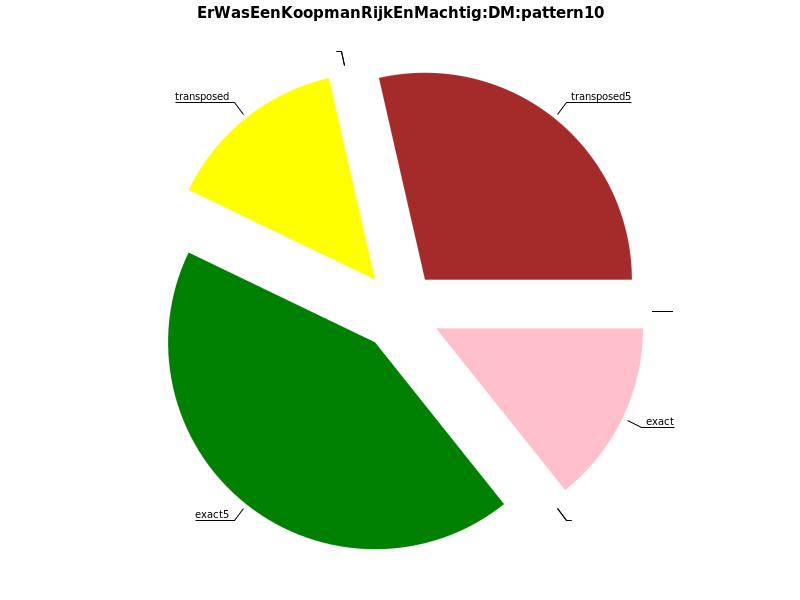 ErWasEenKoopmanRijkEnMachtig:DM:pattern10
transposed
transposed5
exact
exact5